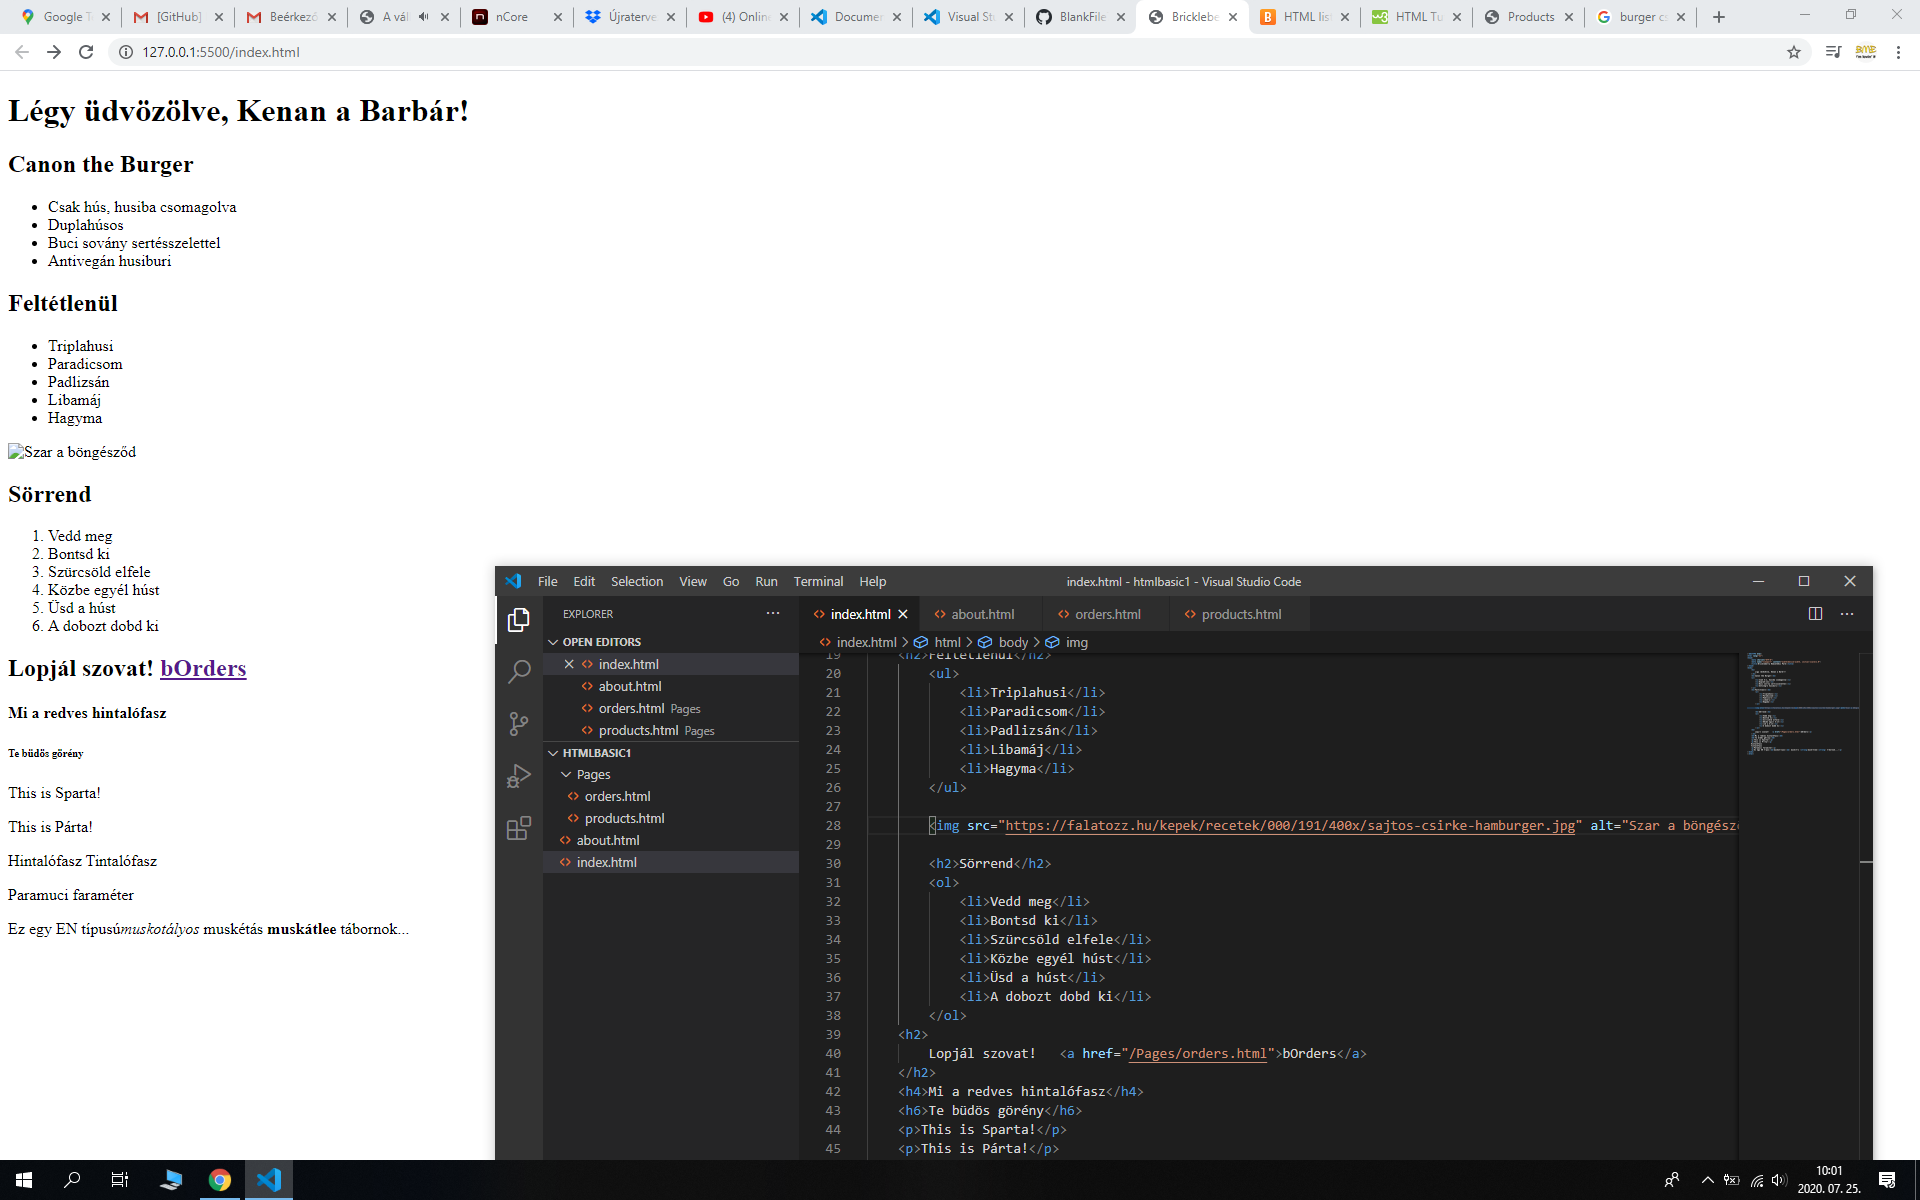 Google T
[GitHub]
Beérkező
A vál
nCore
Újraterve
(4) Onlin
Documen
Visual St
BlankFile
Brickleb
HTML lis
HTML Tu
Products
burger c
127.0.0.1:5500/index.html
Légy üdvözölve, Kenan a Barbár!
Canon the Burger
Csak hús, husiba csomagolva
Duplahúsos
Buci sovány sertésszelettel
Antivegán husiburi
Feltétlenül
Triplahusi
Paradicsom
Padlizsán
Libamáj
Hagyma
Szar a böngésződ
Sörrend
1. Vedd meg
2. Bontsd ki
3. Szürcsöld elfele
4. Közbe egyél húst
5. Üsd a húst
6. A dobozt dobd ki
Lopjál szovat! bOrders
Mi a redves hintalófasz
Te büdös görény
This is Sparta!
This is Párta!
Hintalófasz Tintalófasz
Paramuci faraméter
Ez egy EN típusúmuskotályos muskétás muskátlee tábornok...
File Edit Selection View Go Run Terminal Help
index.html - htmlbasic1 - Visual Studio Code
EXPLORER
OPEN EDITORS
index.html
about.html
orders.html Pages
products.html Pages
HTMLBASIC1
Pages
orders.html
products.html
about.html
index.html
index.html about.html orders.html products.html
index.html > html > body > img
19 <h2>Feltétlenül</h2>
20 <ul>
21 <li>Triplahusi</li>
22 <li>Paradicsom</li>
23 <li>Padlizsán</li>
24 <li>Libamáj</li>
25 <li>Hagyma</li>
26 </ul>
27
28 <img src="https://falatozz.hu/kepek/recetek/000/191/400x/sajtos-csirke-hamburger.jpg" alt="Szar a böngésző
29
30 <h2>Sörrend</h2>
31 <ol>
32 <li>Vedd meg</li>
33 <li>Bontsd ki</li>
34 <li>Szürcsöld elfele</li>
35 <li>Közbe egyél húst</li>
36 <li>Üsd a húst</li>
37 <li>A dobozt dobd ki</li>
38 </ol>
39 <h2>
40 Lopjál szovat! <a href="/Pages/orders.html">bOrders</a>
41 </h2>
42 <h4>Mi a redves hintalófasz</h4>
43 <h6>Te büdös görény</h6>
44 <p>This is Sparta!</p>
45 <p>This is Párta!</p>
10:01
2020. 07. 25.